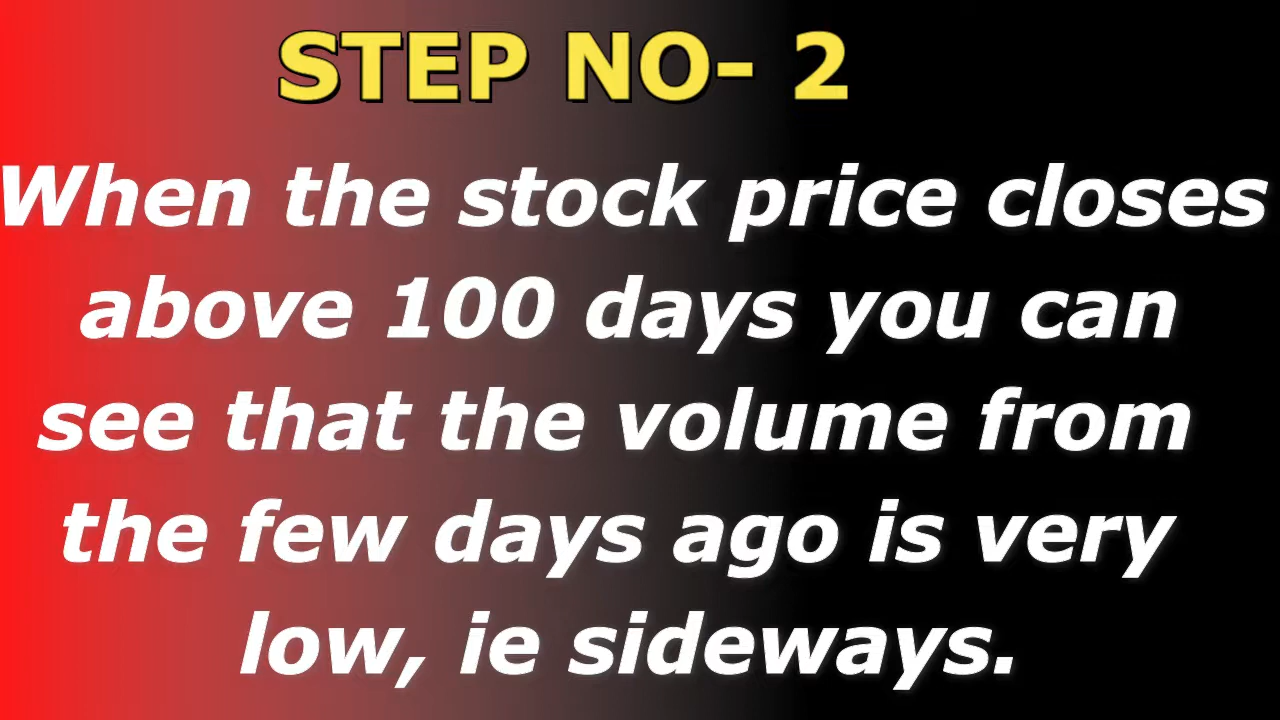 STEP NO- 2
When the stock price closes
above 100 days you can
see that the volume from
the few days ago is very
low, ie sideways.